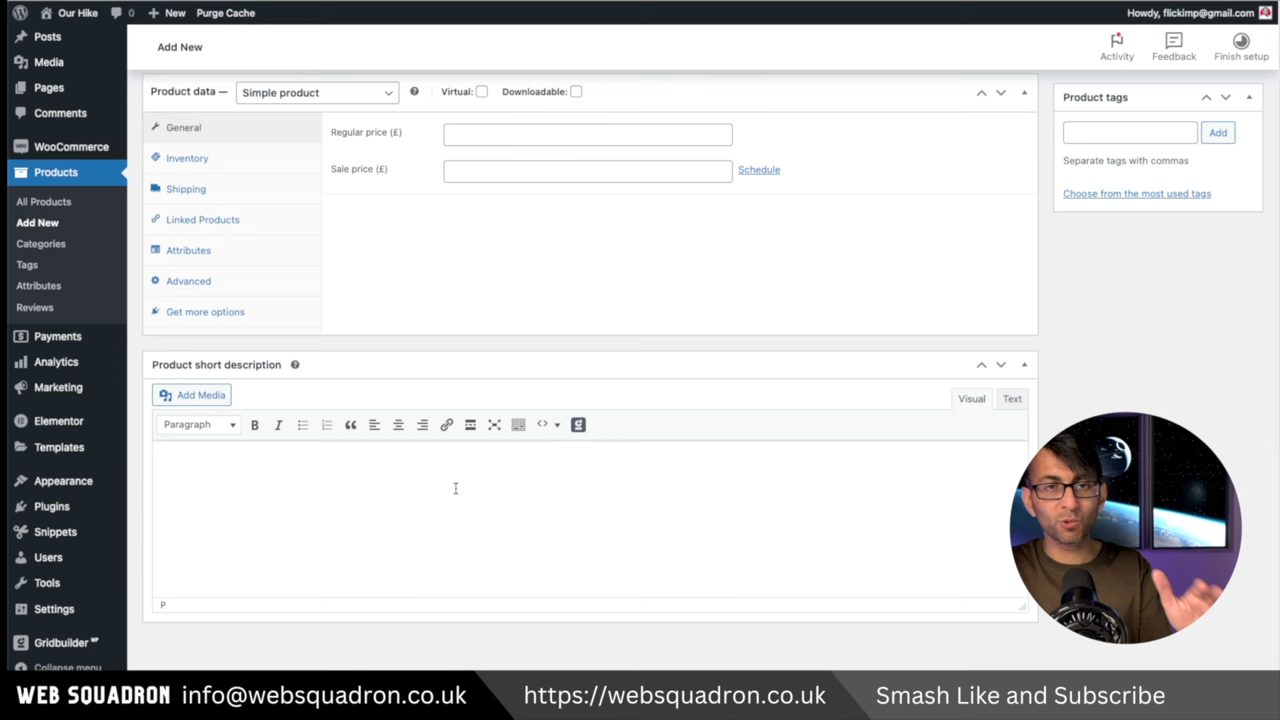 Our Hike
0
New
Purge Cache
Howdy, flickimp@gmail.com
Posts
Media
Pages
Comments
WooCommerce
Products
All Products
Add New
Categories
Tags
Attributes
Reviews
Payments
Analytics
Marketing
Elementor
Templates
Appearance
Plugins
Snippets
Users
Tools
Settings
Gridbuilder WP
Collapse menu
Add New
Activity
Feedback
Finish setup
Product data — Simple product
Virtual:
Downloadable:
General
Inventory
Shipping
Linked Products
Attributes
Advanced
Get more options
Regular price (£)
Sale price (£)
Schedule
Product tags
Add
Separate tags with commas
Choose from the most used tags
Product short description
Add Media
Visual
Text
Paragraph
B
I
P
WEB SQUADRON info@websquadron.co.uk
https://websquadron.co.uk
Smash Like and Subscribe